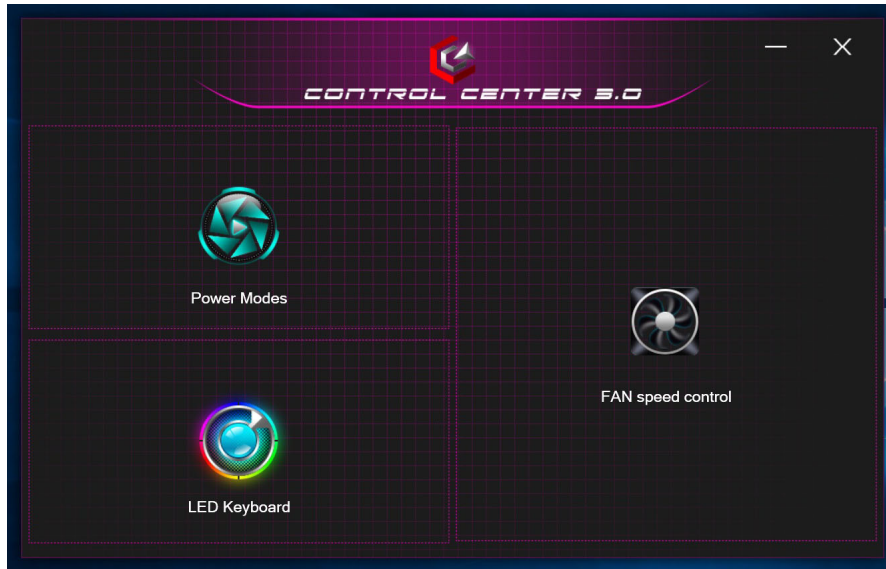 CONTROL CENTER 3.0
Power Modes
FAN speed control
LED Keyboard